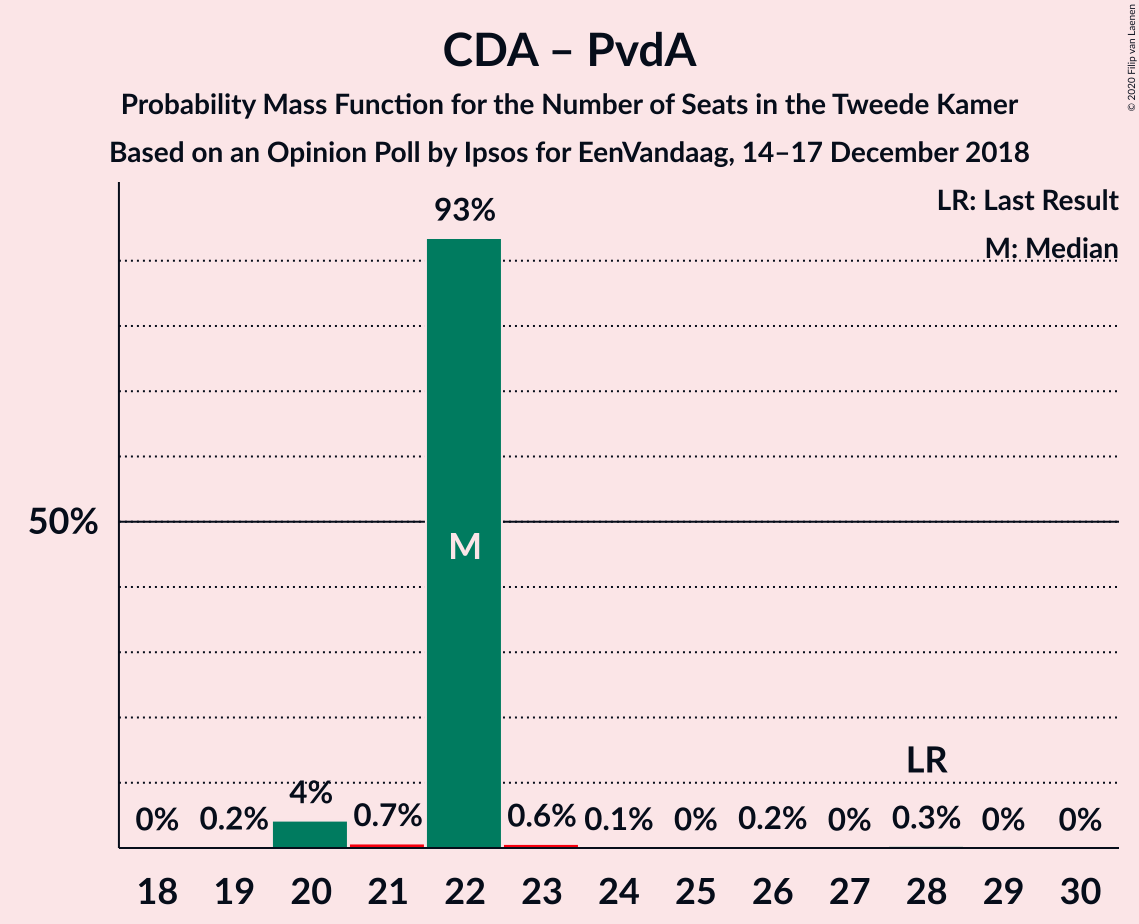 CDA – PvdA
Probability Mass Function for the Number of Seats in the Tweede Kamer
Based on an Opinion Poll by Ipsos for EenVandaag, 14–17 December 2018
© 2020 Filip van Laenen
LR: Last Result
M: Median
93%
50%
M
LR
0% 0.2% 4% 0.7% 0.6% 0.1% 0% 0.2% 0% 0.3% 0% 0%
18 19 20 21 22 23 24 25 26 27 28 29 30